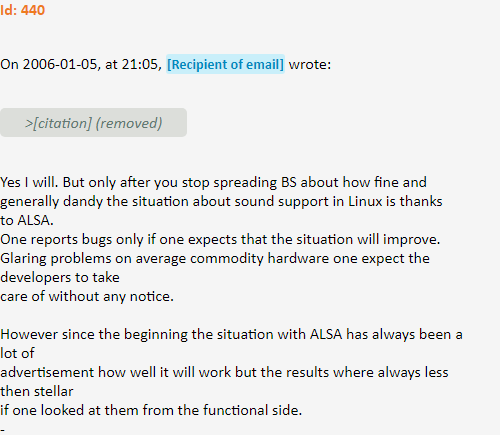 Id: 440
On 2006-01-05, at 21:05, [Recipient of email] wrote:
>[citation] (removed)
Yes I will. But only after you stop spreading BS about how fine and
generally dandy the situation about sound support in Linux is thanks
to ALSA.
One reports bugs only if one expects that the situation will improve.
Glaring problems on average commodity hardware one expect the
developers to take
care of without any notice.
However since the beginning the situation with ALSA has always been a
lot of
advertisement how well it will work but the results where always less
then stellar
if one looked at them from the functional side.
-